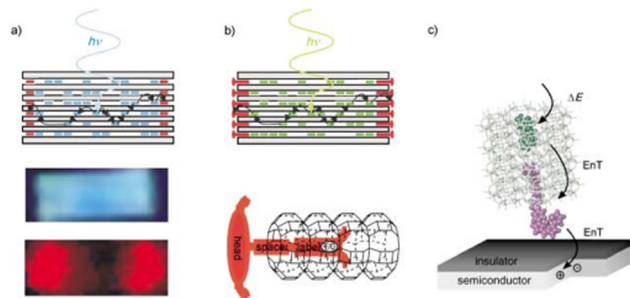 a)
hν
b)
hν
head
spacer
label
c)
ΔE
EnT
EnT
insulator
semiconductor
⊕
⊙